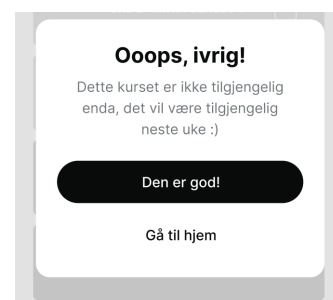 Ooops, ivrig!
Dette kurset er ikke tilgjengelig
enda, det vil være tilgjengelig
neste uke :)
Den er god!
Gå til hjem